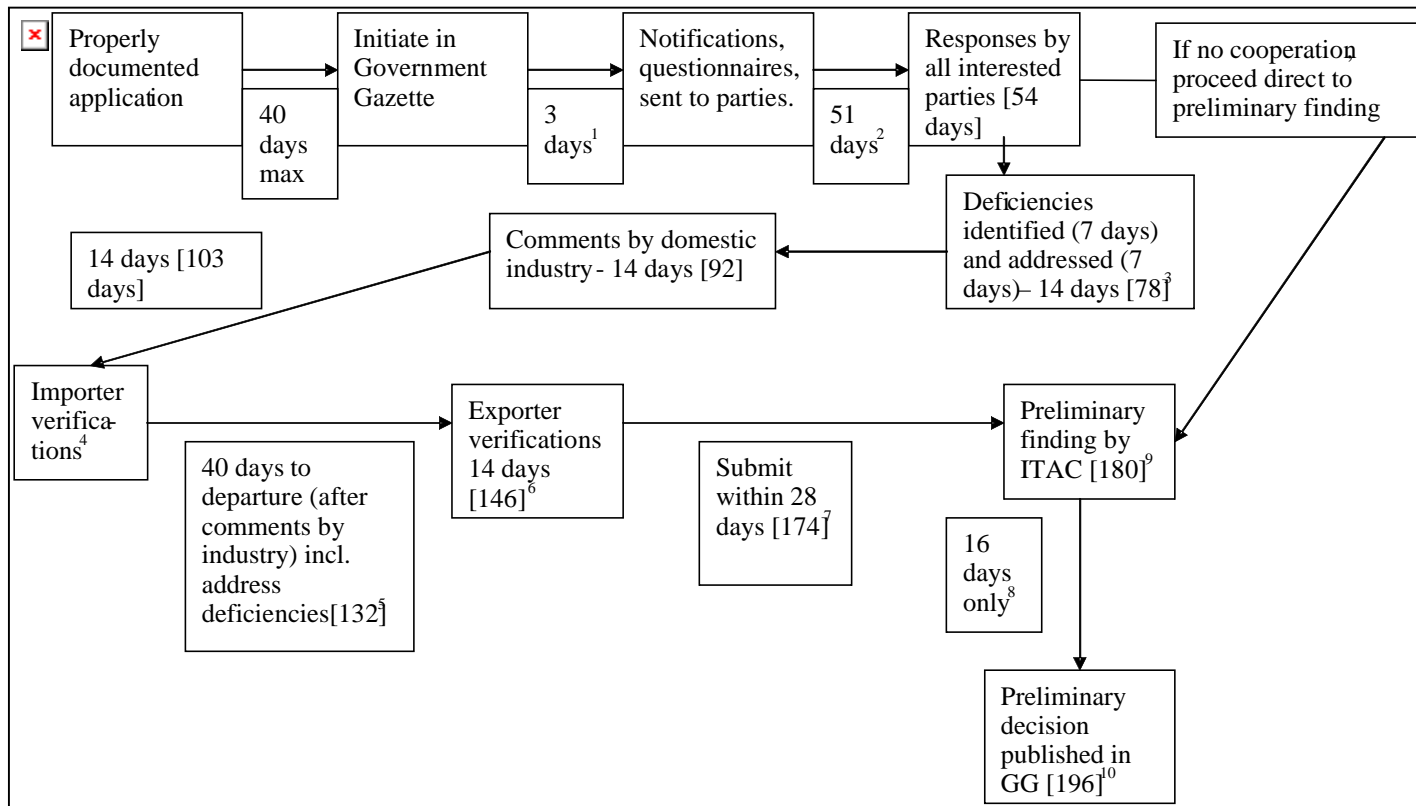 Properly
documented
application
40
days
max
Initiate in
Government
Gazette
3
days1
Notifications,
questionnaires,
sent to parties.
51
days2
Responses by
all interested
parties [54
days]
If no cooperation,
proceed direct to
preliminary finding
Deficiencies
identified (7 days)
and addressed (7
days)– 14 days [78]3
Comments by domestic
industry - 14 days [92]
14 days [103
days]
Importer
verifica-
tions4
40 days to
departure (after
comments by
industry) incl.
address
deficiencies[132]5
Exporter
verifications
14 days
[146]6
Submit
within 28
days [174]7
Preliminary
finding by
ITAC [180]9
16
days
only8
Preliminary
decision
published in
GG [196]10